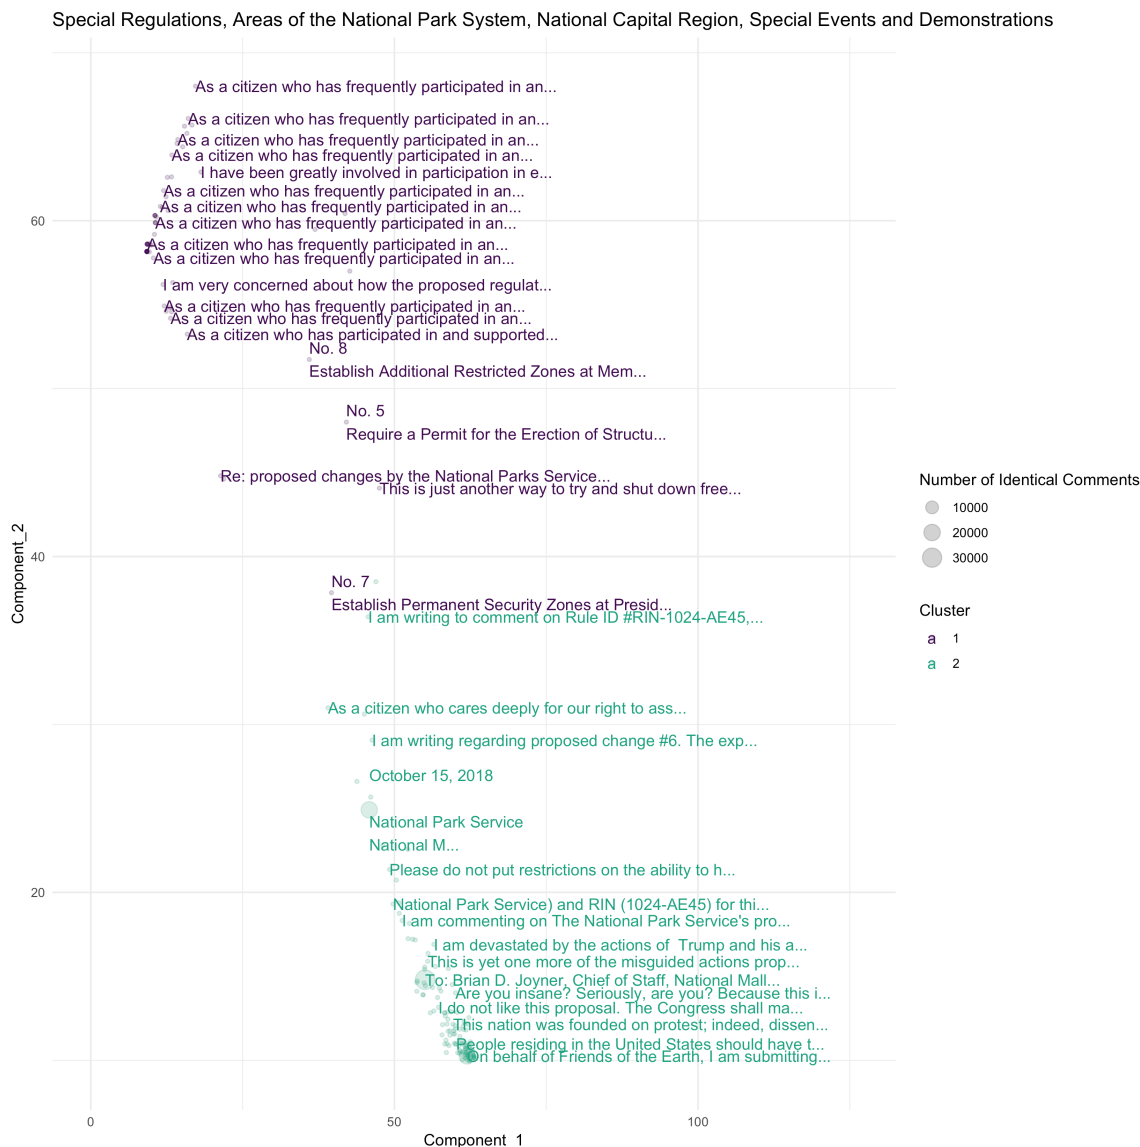 Special Regulations, Areas of the National Park System, National Capital Region, Special Events and Demonstrations
As a citizen who has frequently participated in an...
As a citizen who has frequently participated in an...
As a citizen who has frequently participated in an...
As a citizen who has frequently participated in an...
I have been greatly involved in participation in e...
As a citizen who has frequently participated in an...
As a citizen who has frequently participated in an...
60
As a citizen who has frequently participated in an...
As a citizen who has frequently participated in an...
As a citizen who has frequently participated in an...
I am very concerned about how the proposed regulat...
As a citizen who has frequently participated in an...
As a citizen who has frequently participated in an...
As a citizen who has participated in and supported...
No. 8
Establish Additional Restricted Zones at Mem...
No. 5
Require a Permit for the Erection of Structu...
Re: proposed changes by the National Parks Service...
This is just another way to try and shut down free...
40
No. 7
Establish Permanent Security Zones at Presid...
I am writing to comment on Rule ID #RIN-1024-AE45,...
As a citizen who cares deeply for our right to ass...
I am writing regarding proposed change #6. The exp...
October 15, 2018
National Park Service
National M...
Please do not put restrictions on the ability to h...
20
National Park Service) and RIN (1024-AE45) for thi...
I am commenting on The National Park Service's pro...
I am devastated by the actions of  Trump and his a...
This is yet one more of the misguided actions prop...
To: Brian D. Joyner, Chief of Staff, National Mall...
Are you insane? Seriously, are you? Because this i...
I do not like this proposal. The Congress shall ma...
This nation was founded on protest; indeed, dissen...
People residing in the United States should have t...
On behalf of Friends of the Earth, I am submitting...
0
50
100
Component_1
Component_2
Number of Identical Comments
10000
20000
30000
Cluster
a 1
a 2